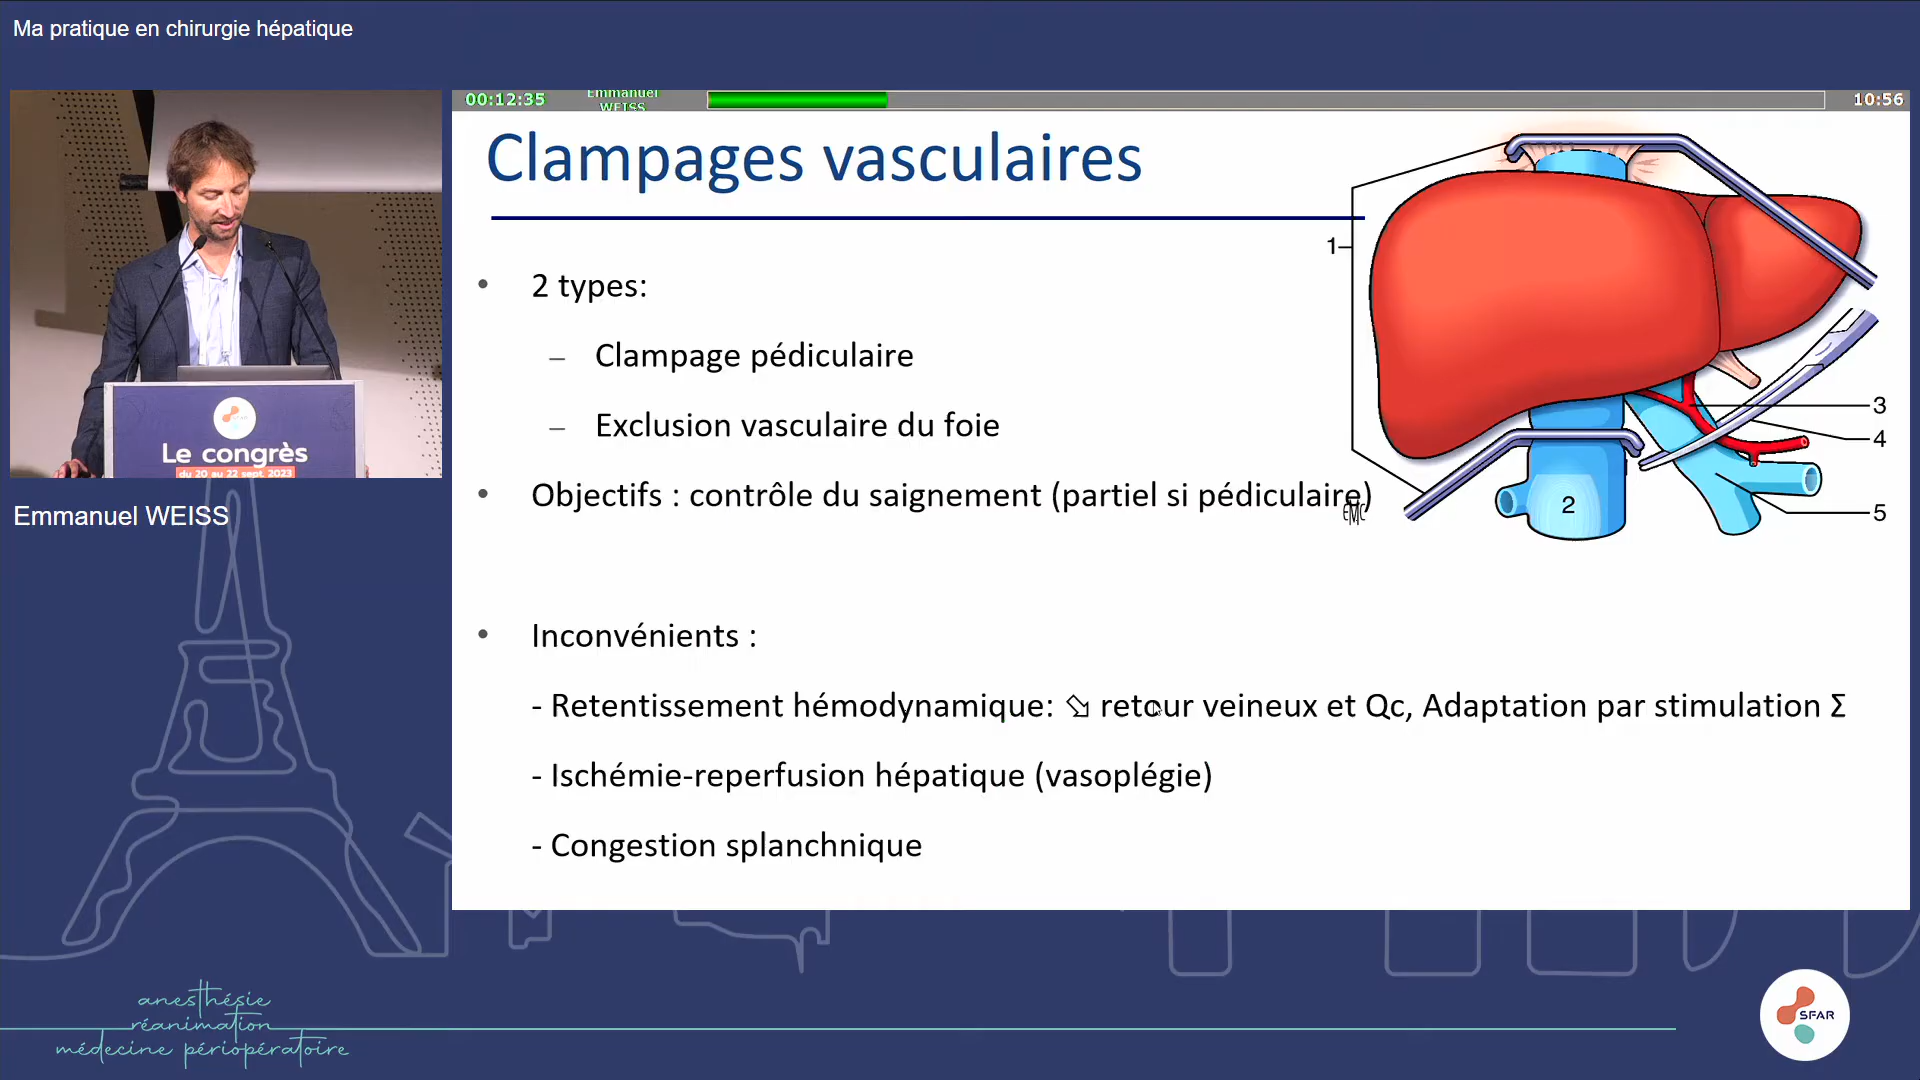 Ma pratique en chirurgie hépatique
00:12:35
Emmanuel
WEISS
10:56
Clampages vasculaires
• 2 types:
– Clampage pédiculaire
– Exclusion vasculaire du foie
• Objectifs : contrôle du saignement (partiel si pédiculaire)
• Inconvénients :
- Retentissement hémodynamique: ⇘ retour veineux et Qc, Adaptation par stimulation Σ
- Ischémie-reperfusion hépatique (vasoplégie)
- Congestion splanchnique
1
2
3
4
5
EMC
SFAR
Le congrès
du 20 au 22 sept. 2023
Emmanuel WEISS
anesthésie
réanimation
médecine périopératoire
SFAR